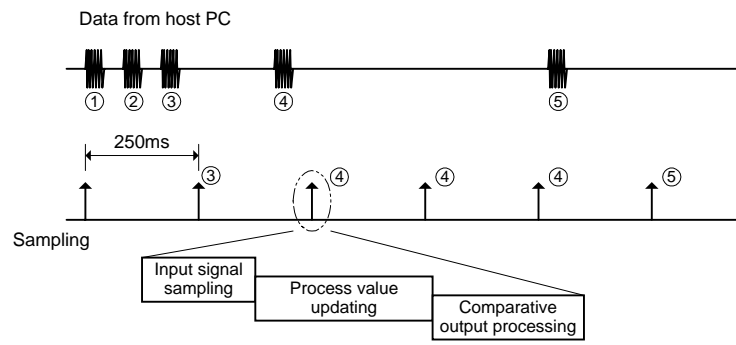 Data from host PC
① ② ③ ④ ⑤
250ms
③ ④ ④ ④ ⑤
Sampling
Input signal
sampling
Process value
updating
Comparative
output processing